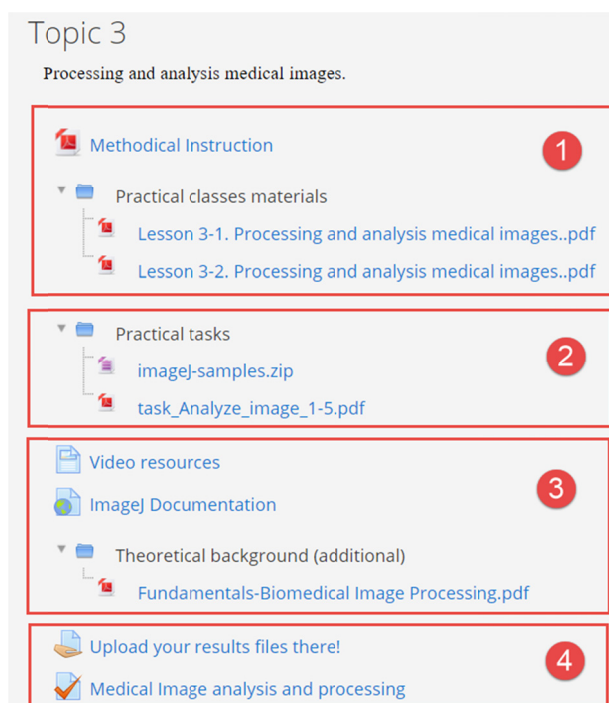 Topic 3
Processing and analysis medical images.
Methodical Instruction
1
Practical classes materials
Lesson 3-1. Processing and analysis medical images..pdf
Lesson 3-2. Processing and analysis medical images..pdf
Practical tasks
2
imageJ-samples.zip
task_Analyze_image_1-5.pdf
Video resources
3
ImageJ Documentation
Theoretical background (additional)
Fundamentals-Biomedical Image Processing.pdf
Upload your results files there!
4
Medical Image analysis and processing